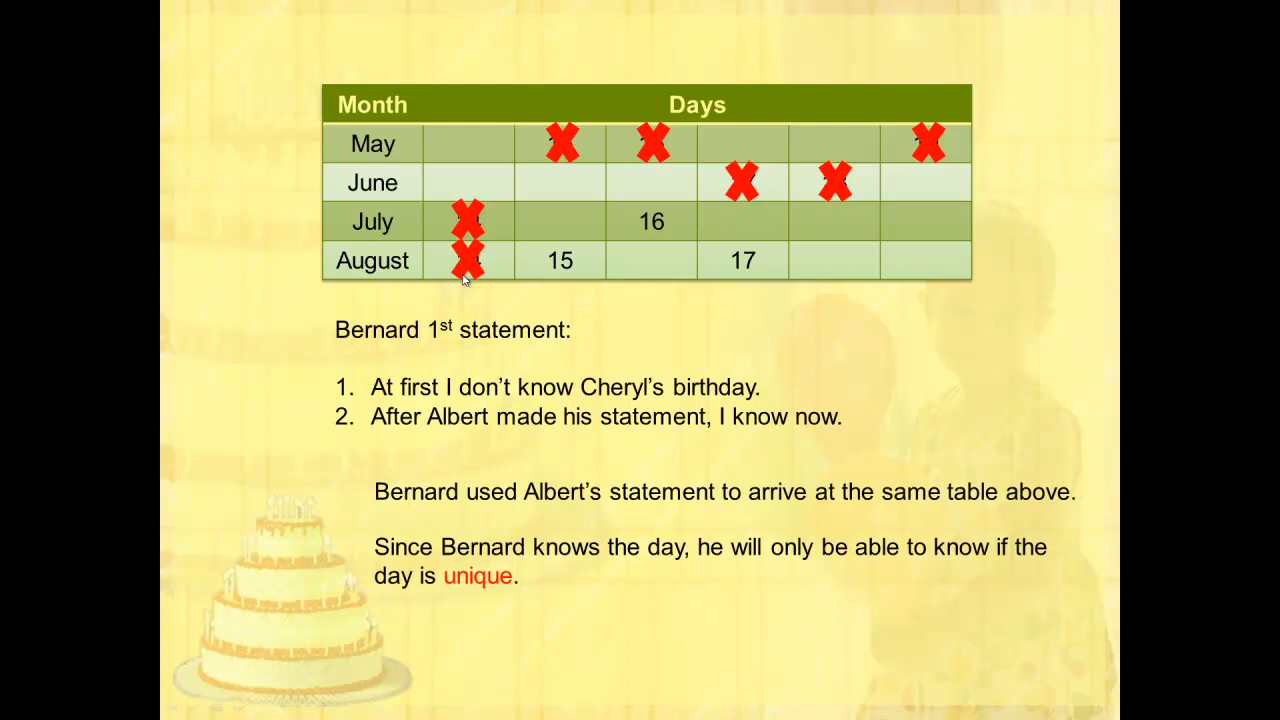 Month Days
May
June
July 16
August 15 17
Bernard 1st statement:
1. At first I don't know Cheryl's birthday.
2. After Albert made his statement, I know now.
Bernard used Albert's statement to arrive at the same table above.
Since Bernard knows the day, he will only be able to know if the
day is unique.